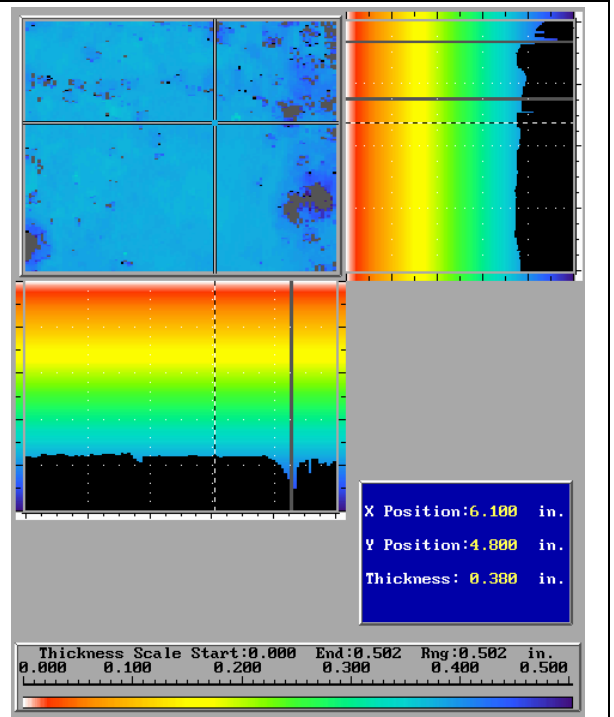 X Position:6.100 in.
Y Position:4.800 in.
Thickness: 0.380 in.
Thickness Scale Start:0.000 End:0.502 Rng:0.502 in.
0.000 0.100 0.200 0.300 0.400 0.500